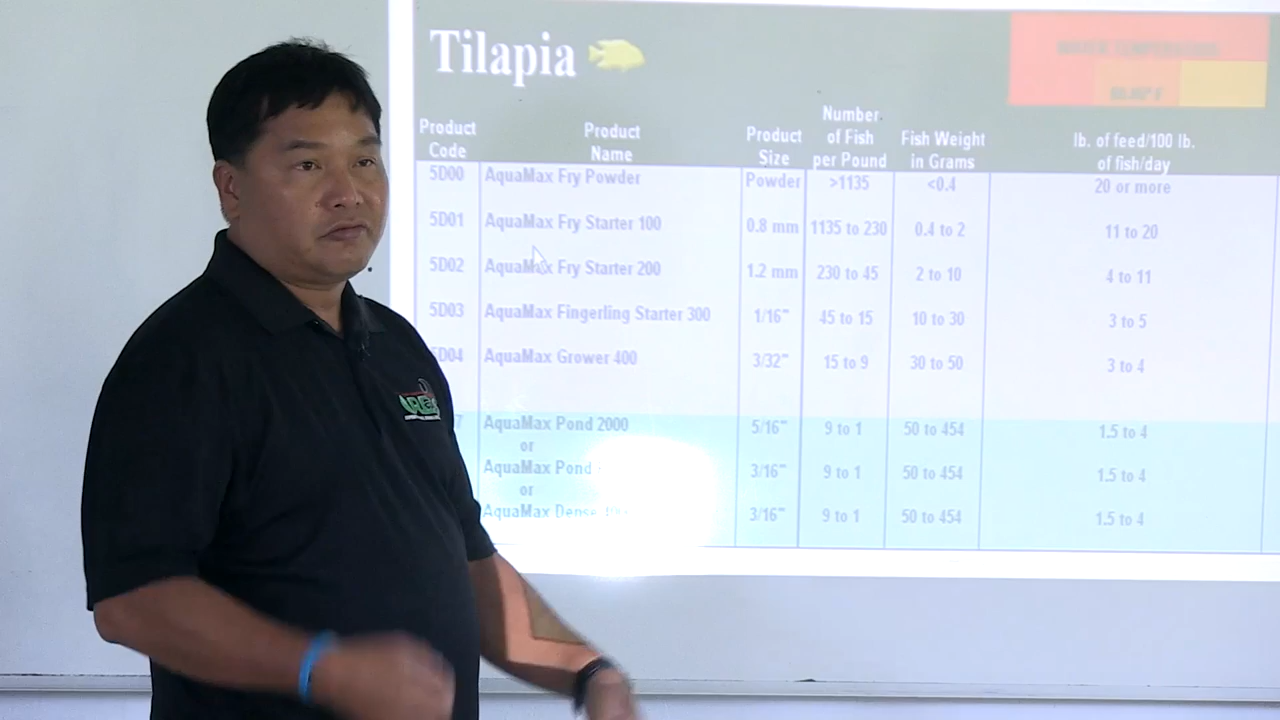 Tilapia
Product Code
Product Name
Product Size
Number of Fish per Pound
Fish Weight in Grams
lb. of feed/100 lb. of fish/day
5D00 AquaMax Fry Powder Powder >1135 <0.4 20 or more
5D01 AquaMax Fry Starter 100 0.8 mm 1135 to 230 0.4 to 2 11 to 20
5D02 AquaMax Fry Starter 200 1.2 mm 230 to 45 2 to 10 4 to 11
5D03 AquaMax Fingerling Starter 300 1/16" 45 to 15 10 to 30 3 to 5
5D04 AquaMax Grower 400 3/32" 15 to 9 30 to 50 3 to 4
AquaMax Pond 2000 5/16" 9 to 1 50 to 454 1.5 to 4
or
AquaMax Pond 3/16" 9 to 1 50 to 454 1.5 to 4
or
AquaMax Dense 3/16" 9 to 1 50 to 454 1.5 to 4